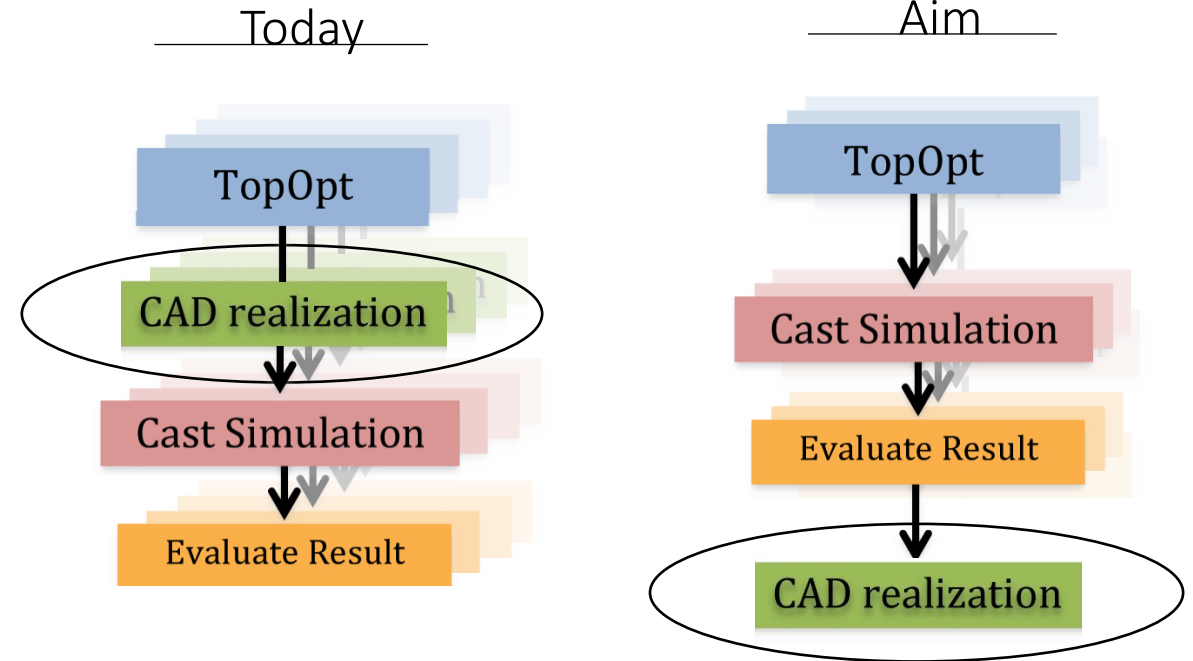 Today
TopOpt
CAD realization
Cast Simulation
Evaluate Result
Aim
TopOpt
Cast Simulation
Evaluate Result
CAD realization